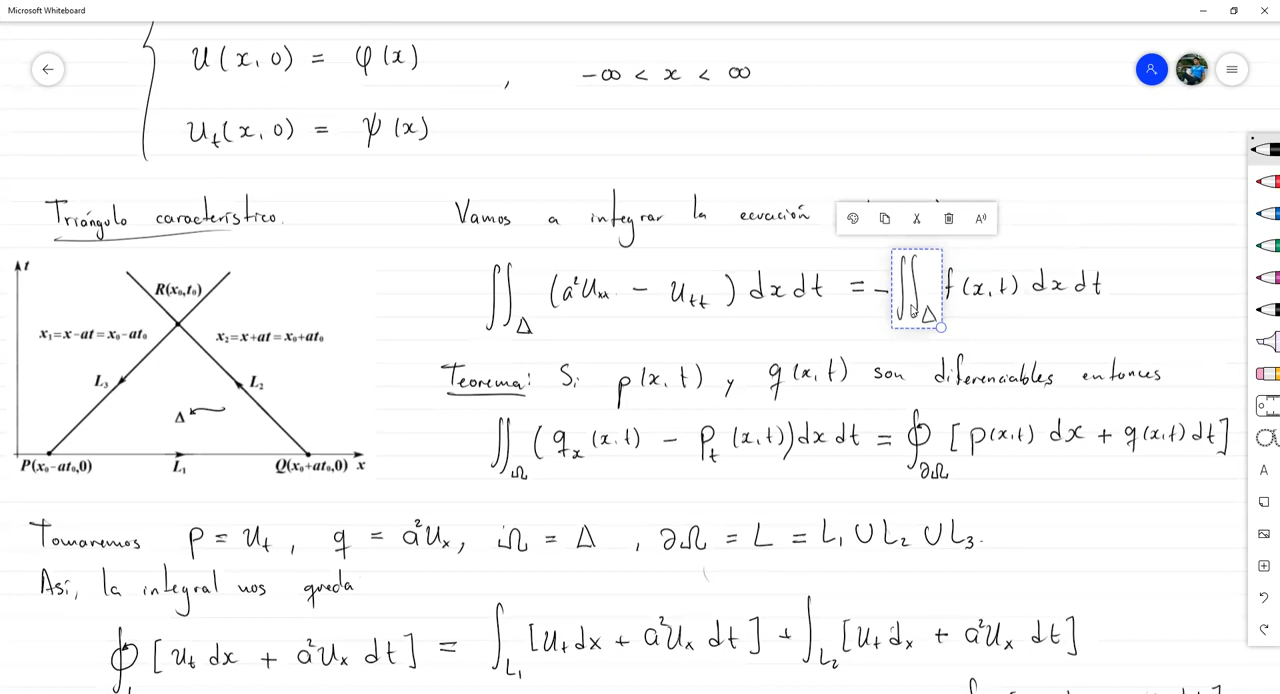 Microsoft Whiteboard
u(x,0) = φ(x)
, -∞ < x < ∞
u_t(x,0) = ψ(x)
Triángulo característico.
Vamos a integrar la ecuación
∬_Δ (a²u_xx - u_tt) dx dt = -∬_Δ f(x,t) dx dt
t
R(x₀,t₀)
x₁=x-at=x₀-at₀
x₂=x+at=x₀+at₀
L₃
L₂
Δ
P(x₀-at₀,0)
L₁
Q(x₀+at₀,0)
x
Teorema: Si p(x,t) y q(x,t) son diferenciables entonces
∬_Ω (q_x(x,t) - p_t(x,t)) dx dt = ∮_∂Ω [p(x,t) dx + q(x,t) dt]
Tomaremos p = u_t, q = a²u_x, Ω = Δ, ∂Ω = L = L₁ ∪ L₂ ∪ L₃.
Así, la integral nos queda
∮_L [u_t dx + a²u_x dt] = ∫_L₁ [u_t dx + a²u_x dt] + ∫_L₂ [u_t dx + a²u_x dt]